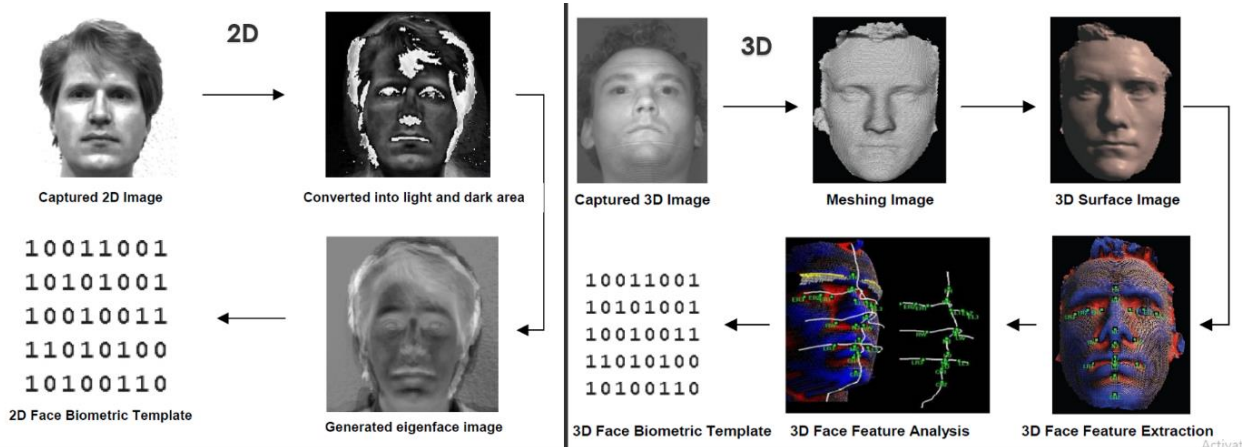 2D
Captured 2D Image
Converted into light and dark area
10011001
10101001
10010011
11010100
10100110
2D Face Biometric Template
Generated eigenface image
3D
Captured 3D Image
Meshing Image
3D Surface Image
10011001
10101001
10010011
11010100
10100110
3D Face Biometric Template
3D Face Feature Analysis
3D Face Feature Extraction
Activat